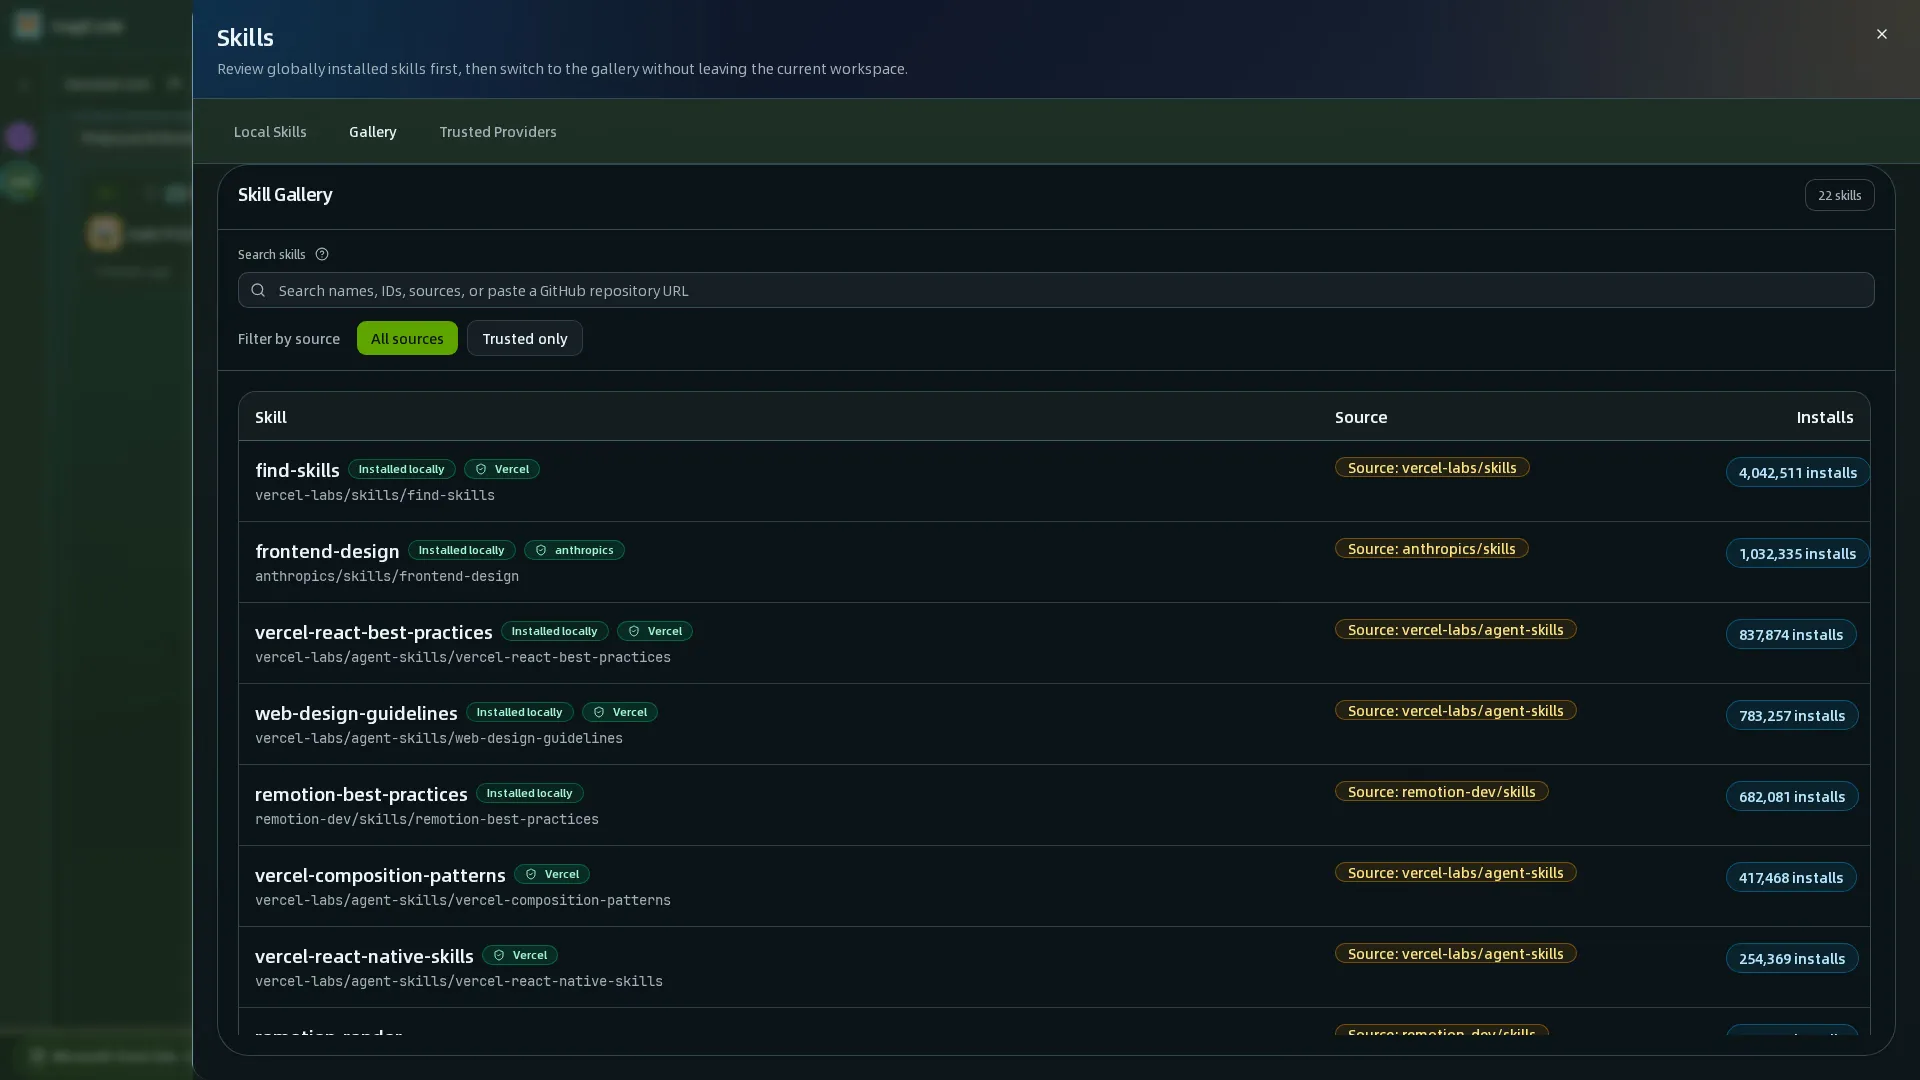 Skills
Review globally installed skills first, then switch to the gallery without leaving the current workspace.
Local Skills
Gallery
Trusted Providers
Skill Gallery
22 skills
Search skills
Search names, IDs, sources, or paste a GitHub repository URL
Filter by source
All sources
Trusted only
Skill
Source
Installs
find-skills Installed locally Vercel
vercel-labs/skills/find-skills
Source: vercel-labs/skills
4,042,511 installs
frontend-design Installed locally anthropics
anthropics/skills/frontend-design
Source: anthropics/skills
1,032,335 installs
vercel-react-best-practices Installed locally Vercel
vercel-labs/agent-skills/vercel-react-best-practices
Source: vercel-labs/agent-skills
837,874 installs
web-design-guidelines Installed locally Vercel
vercel-labs/agent-skills/web-design-guidelines
Source: vercel-labs/agent-skills
783,257 installs
remotion-best-practices Installed locally
remotion-dev/skills/remotion-best-practices
Source: remotion-dev/skills
682,081 installs
vercel-composition-patterns Vercel
vercel-labs/agent-skills/vercel-composition-patterns
Source: vercel-labs/agent-skills
417,468 installs
vercel-react-native-skills Vercel
vercel-labs/agent-skills/vercel-react-native-skills
Source: vercel-labs/agent-skills
254,369 installs
remotion-render
Source: remotion-dev/skills